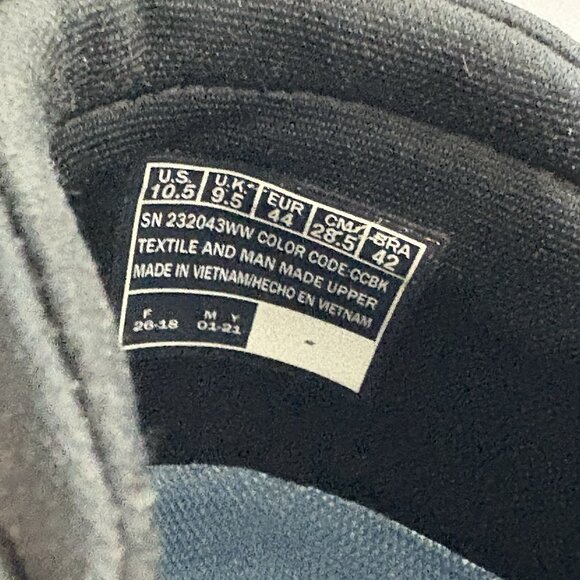 U.S. U.K. EUR CM BRA
10.5 9.5 44 28.5 42
SN 232043WW COLOR CODE:CCBK
TEXTILE AND MAN MADE UPPER
MADE IN VIETNAM/HECHO EN VIETNAM
F M Y
26-18 01-21